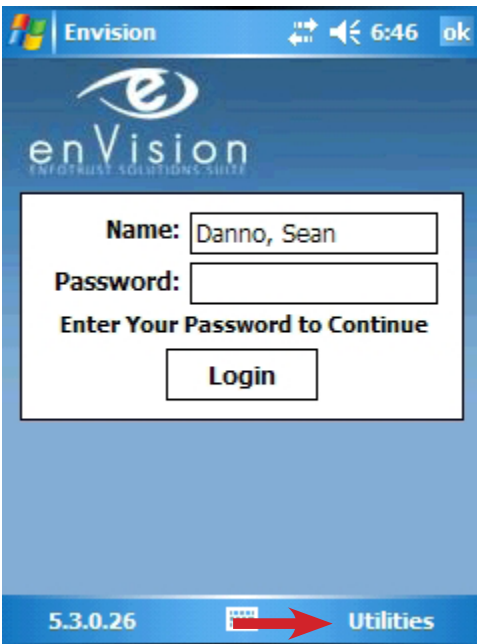 Envision 6:46 ok
enVision
ENFOTRUST SOLUTIONS SUITE
Name: Danno, Sean
Password:
Enter Your Password to Continue
Login
5.3.0.26 Utilities